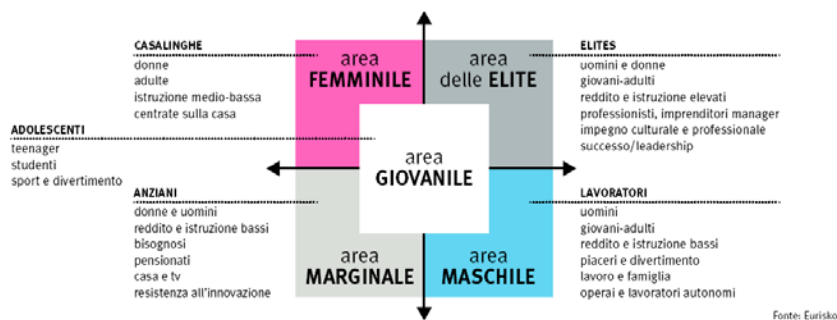 CASALINGHE
donne
adulte
istruzione medio-bassa
centrate sulla casa
area
FEMMINILE
area
delle ELITE
ELITES
uomini e donne
giovani-adulti
reddito e istruzione elevati
professionisti, imprenditori manager
impegno culturale e professionale
successo/leadership
ADOLESCENTI
teenager
studenti
sport e divertimento
area
GIOVANILE
ANZIANI
donne e uomini
reddito e istruzione bassi
bisognosi
pensionati
casa e tv
resistenza all'innovazione
area
MARGINALE
area
MASCHILE
LAVORATORI
uomini
giovani-adulti
reddito e istruzione bassi
piaceri e divertimento
lavoro e famiglia
operai e lavoratori autonomi
Fonte: Eurisko